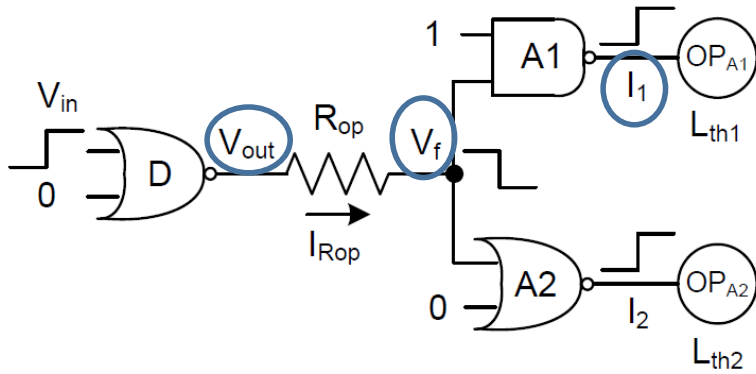 1
A1
I1
OPA1
Lth1
Vin
0
D
Vout
Rop
IRop
Vf
0
A2
I2
OPA2
Lth2